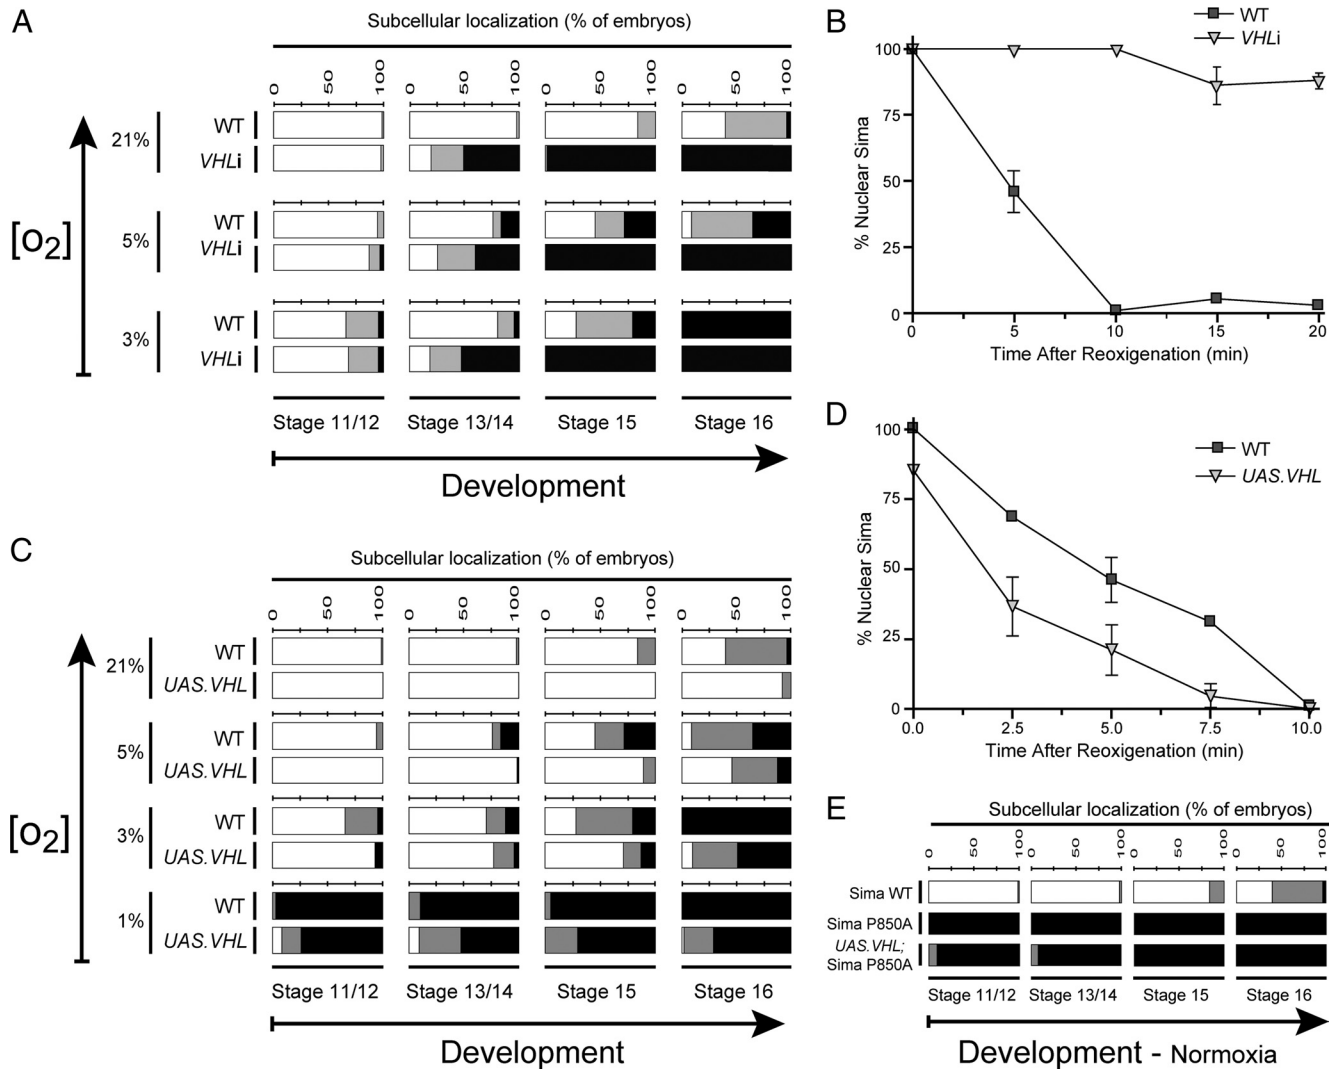 A
Subcellular localization (% of embryos)
0 50 100 0 50 100 0 50 100 0 50 100
[O2]
21%
WT
VHLi
5%
WT
VHLi
3%
WT
VHLi
Stage 11/12 Stage 13/14 Stage 15 Stage 16
Development
B
WT
VHLi
% Nuclear Sima
100
75
50
25
0
0 5 10 15 20
Time After Reoxigenation (min)
C
Subcellular localization (% of embryos)
0 50 100 0 50 100 0 50 100 0 50 100
[O2]
21%
WT
UAS.VHL
5%
WT
UAS.VHL
3%
WT
UAS.VHL
1%
WT
UAS.VHL
Stage 11/12 Stage 13/14 Stage 15 Stage 16
Development
D
WT
UAS.VHL
% Nuclear Sima
100
75
50
25
0
0.0 2.5 5.0 7.5 10.0
Time After Reoxigenation (min)
E
Subcellular localization (% of embryos)
0 50 100 0 50 100 0 50 100 0 50 100
Sima WT
Sima P850A
UAS.VHL;
Sima P850A
Stage 11/12 Stage 13/14 Stage 15 Stage 16
Development - Normoxia